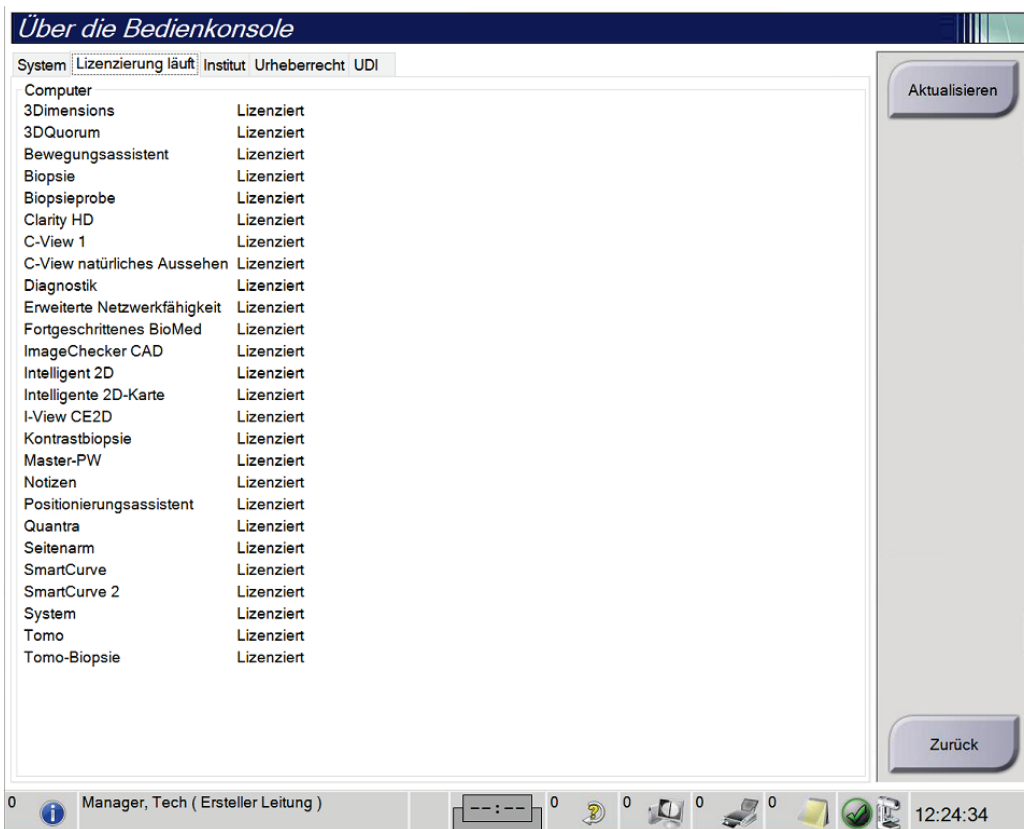 Über die Bedienkonsole
System Lizenzierung läuft Institut Urheberrecht UDI
Aktualisieren
Computer
3Dimensions Lizenziert
3DQuorum Lizenziert
Bewegungsassistent Lizenziert
Biopsie Lizenziert
Biopsieprobe Lizenziert
Clarity HD Lizenziert
C-View 1 Lizenziert
C-View natürliches Aussehen Lizenziert
Diagnostik Lizenziert
Erweiterte Netzwerkfähigkeit Lizenziert
Fortgeschrittenes BioMed Lizenziert
ImageChecker CAD Lizenziert
Intelligent 2D Lizenziert
Intelligente 2D-Karte Lizenziert
I-View CE2D Lizenziert
Kontrastbiopsie Lizenziert
Master-PW Lizenziert
Notizen Lizenziert
Positionierungsassistent Lizenziert
Quantra Lizenziert
Seitenarm Lizenziert
SmartCurve Lizenziert
SmartCurve 2 Lizenziert
System Lizenziert
Tomo Lizenziert
Tomo-Biopsie Lizenziert
Zurück
0 Manager, Tech ( Ersteller Leitung ) --:-- 0 0 0 0 12:24:34